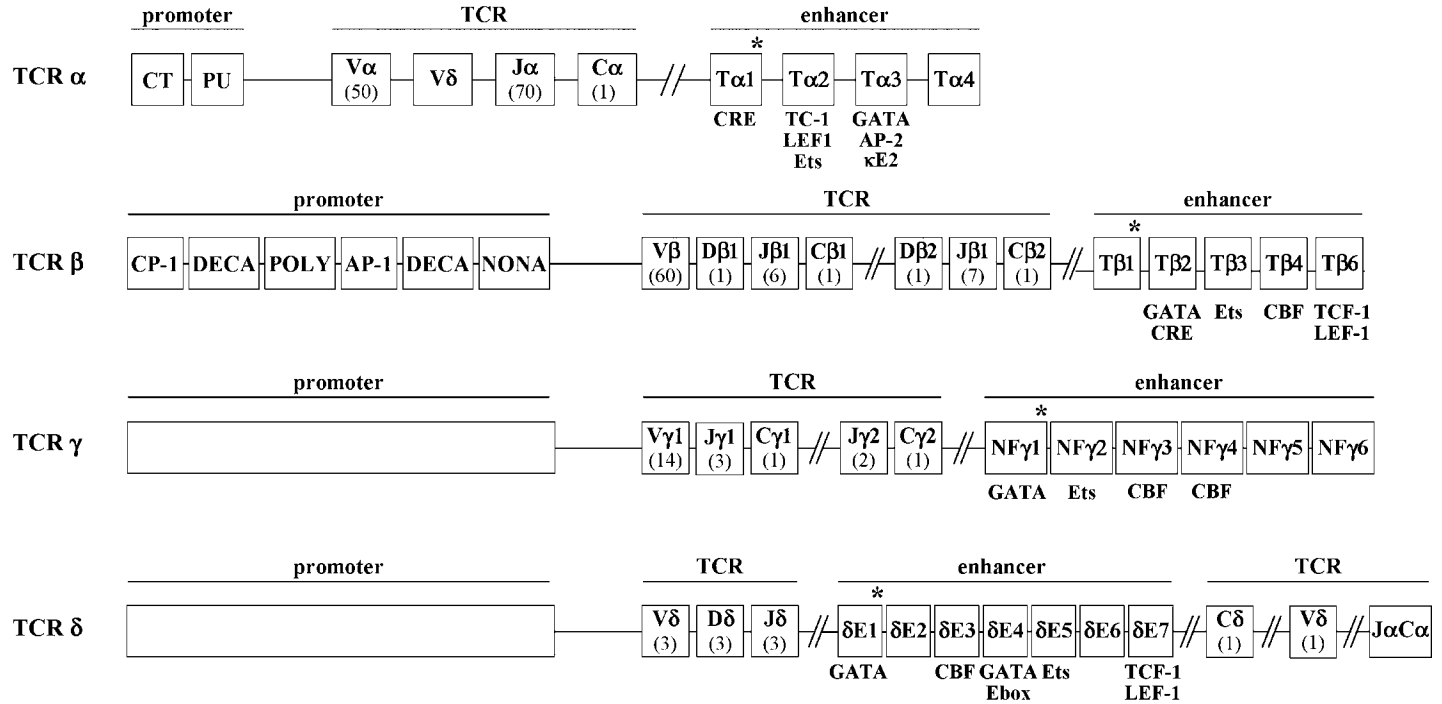 promoter TCR enhancer
*
TCR α CT PU Vα (50) Vδ Jα (70) Cα (1) Tα1 Tα2 Tα3 Tα4
CRE TC-1 GATA
LEF1 AP-2
Ets κE2
promoter TCR enhancer
*
TCR β CP-1 DECA POLY AP-1 DECA NONA Vβ (60) Dβ1 (1) Jβ1 (6) Cβ1 (1) Dβ2 (1) Jβ1 (7) Cβ2 (1) Tβ1 Tβ2 Tβ3 Tβ4 Tβ6
GATA Ets CBF TCF-1
CRE LEF-1
promoter TCR enhancer
*
TCR γ Vγ1 (14) Jγ1 (3) Cγ1 (1) Jγ2 (2) Cγ2 (1) NFγ1 NFγ2 NFγ3 NFγ4 NFγ5 NFγ6
GATA Ets CBF CBF
promoter TCR enhancer TCR
*
TCR δ Vδ (3) Dδ (3) Jδ (3) δE1 δE2 δE3 δE4 δE5 δE6 δE7 Cδ (1) Vδ (1) JαCα
GATA CBF GATA Ets TCF-1
Ebox LEF-1